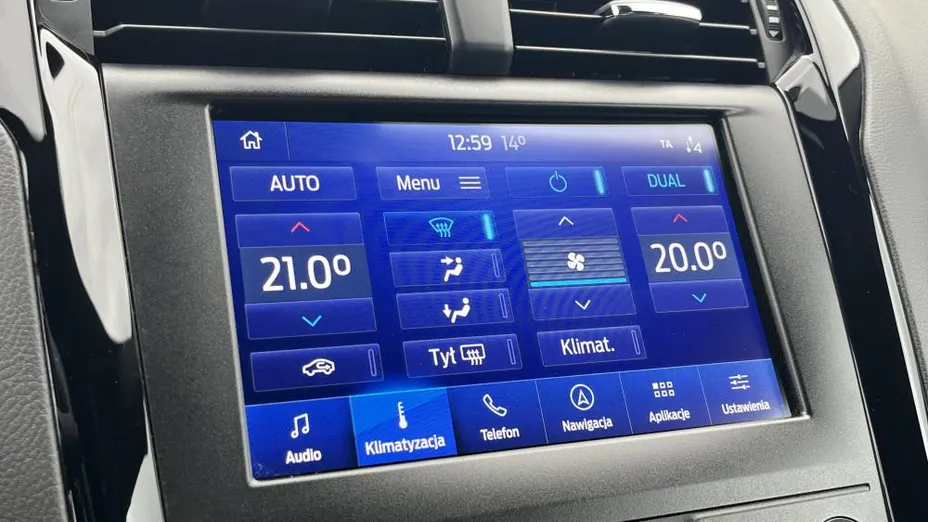 12:59 14°
TA
AUTO
Menu
DUAL
21.0°
20.0°
Tył
Klimat.
Audio
Klimatyzacja
Telefon
Nawigacja
Aplikacje
Ustawienia